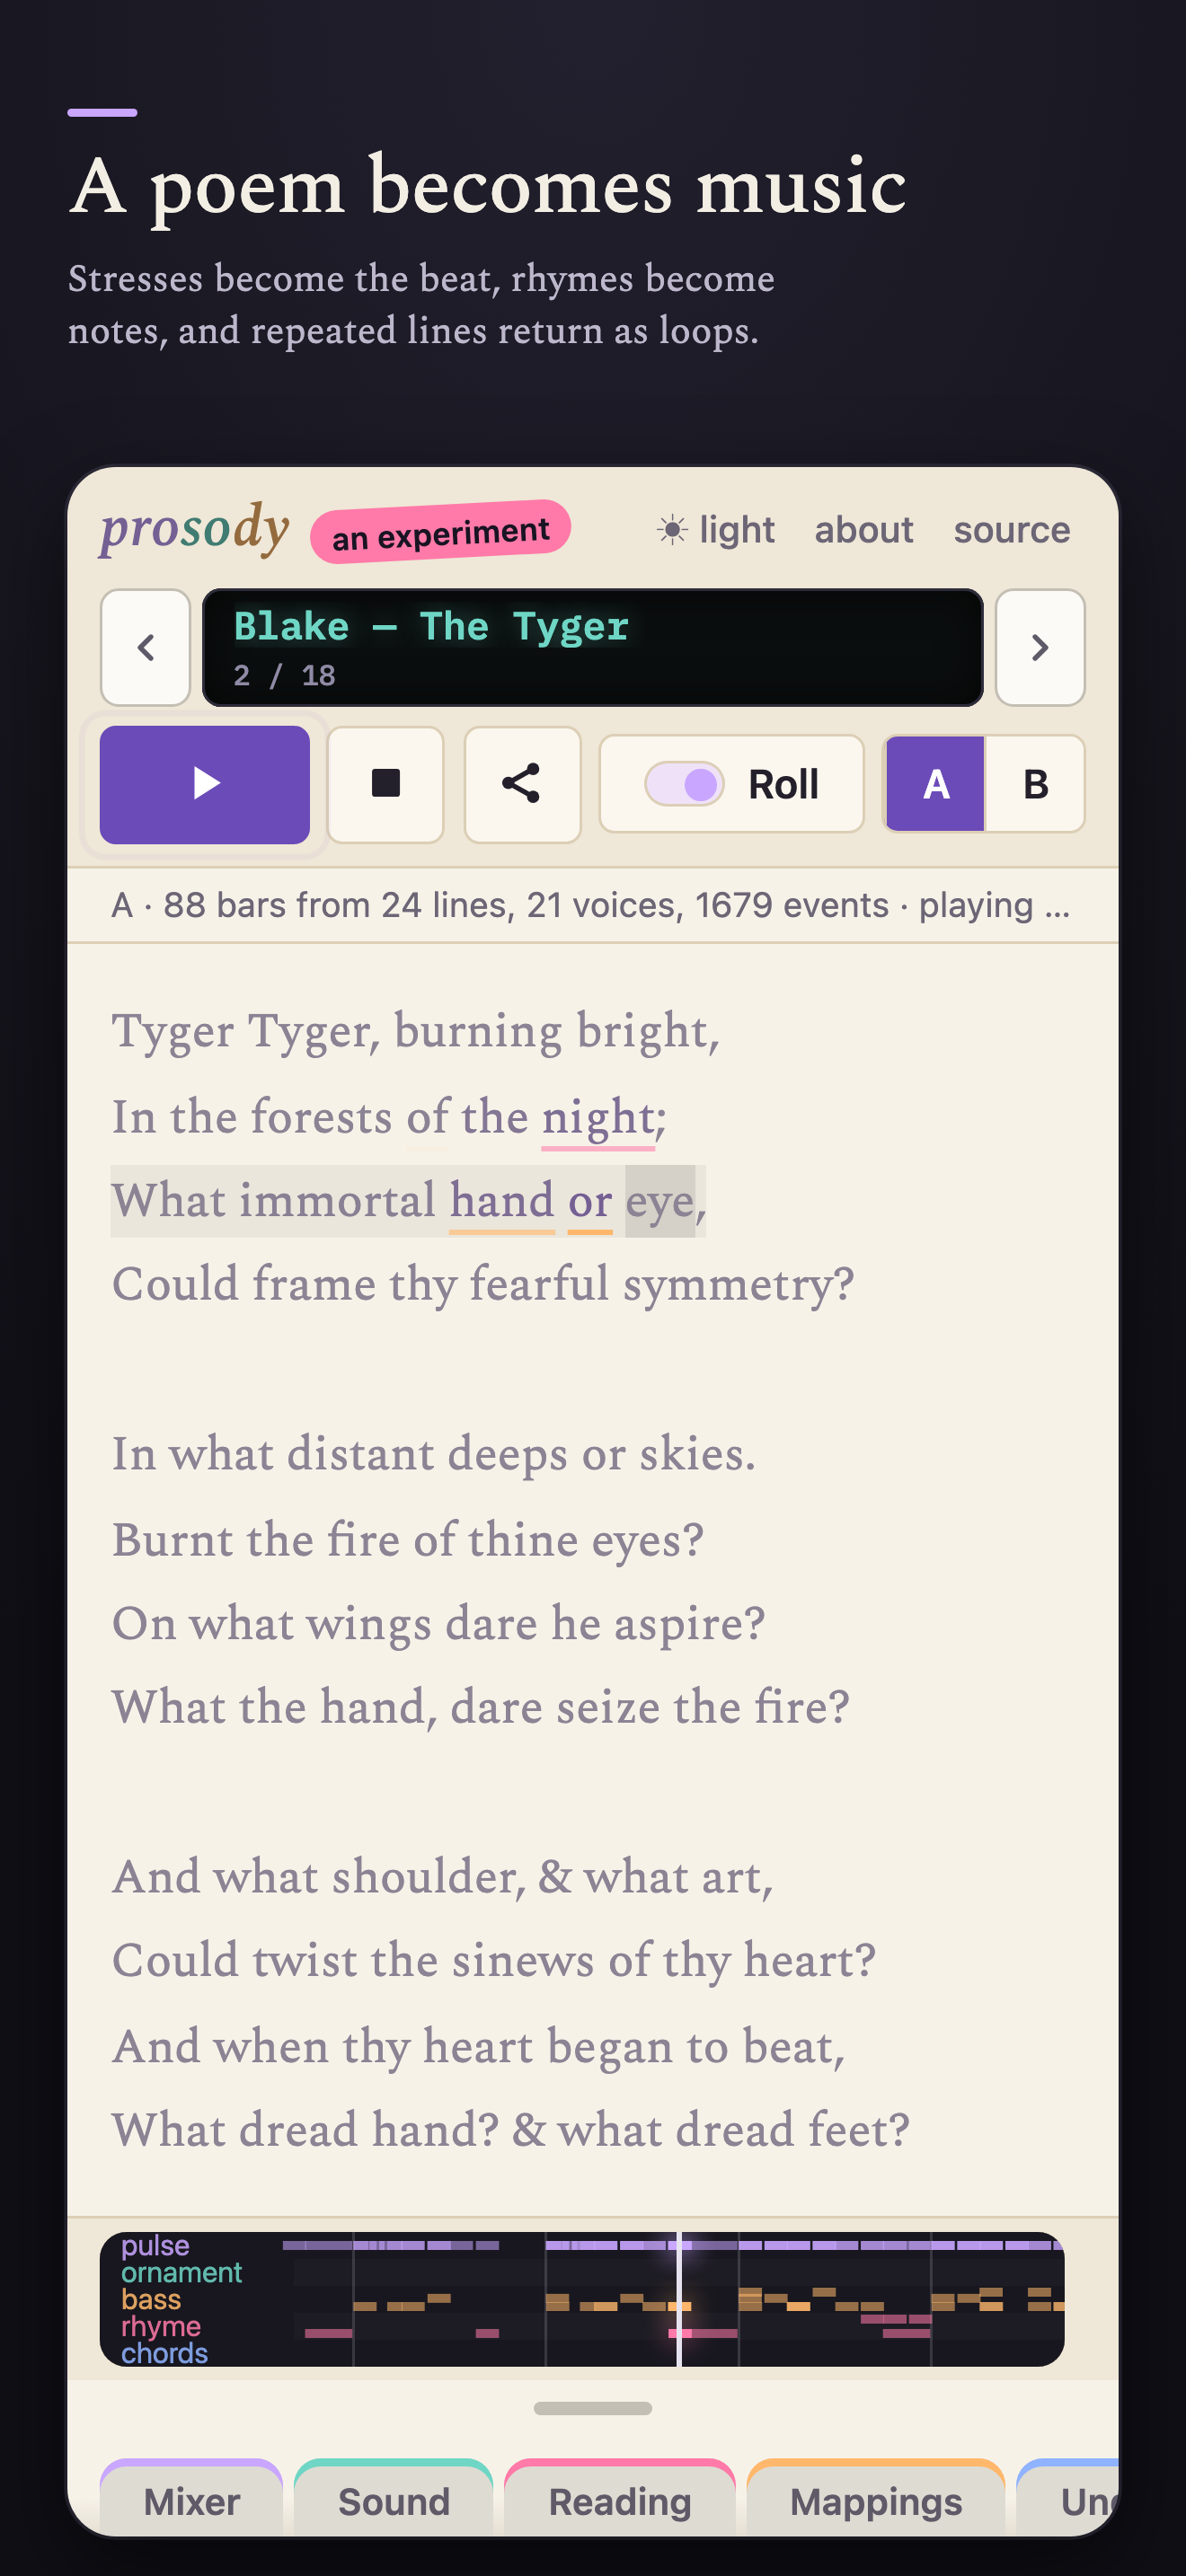 A poem becomes music
Stresses become the beat, rhymes become
notes, and repeated lines return as loops.
prosody an experiment light about source
Blake — The Tyger
2 / 18
Roll A B
A · 88 bars from 24 lines, 21 voices, 1679 events · playing ...
Tyger Tyger, burning bright,
In the forests of the night;
What immortal hand or eye,
Could frame thy fearful symmetry?
In what distant deeps or skies.
Burnt the fire of thine eyes?
On what wings dare he aspire?
What the hand, dare seize the fire?
And what shoulder, & what art,
Could twist the sinews of thy heart?
And when thy heart began to beat,
What dread hand? & what dread feet?
pulse
ornament
bass
rhyme
chords
Mixer Sound Reading Mappings